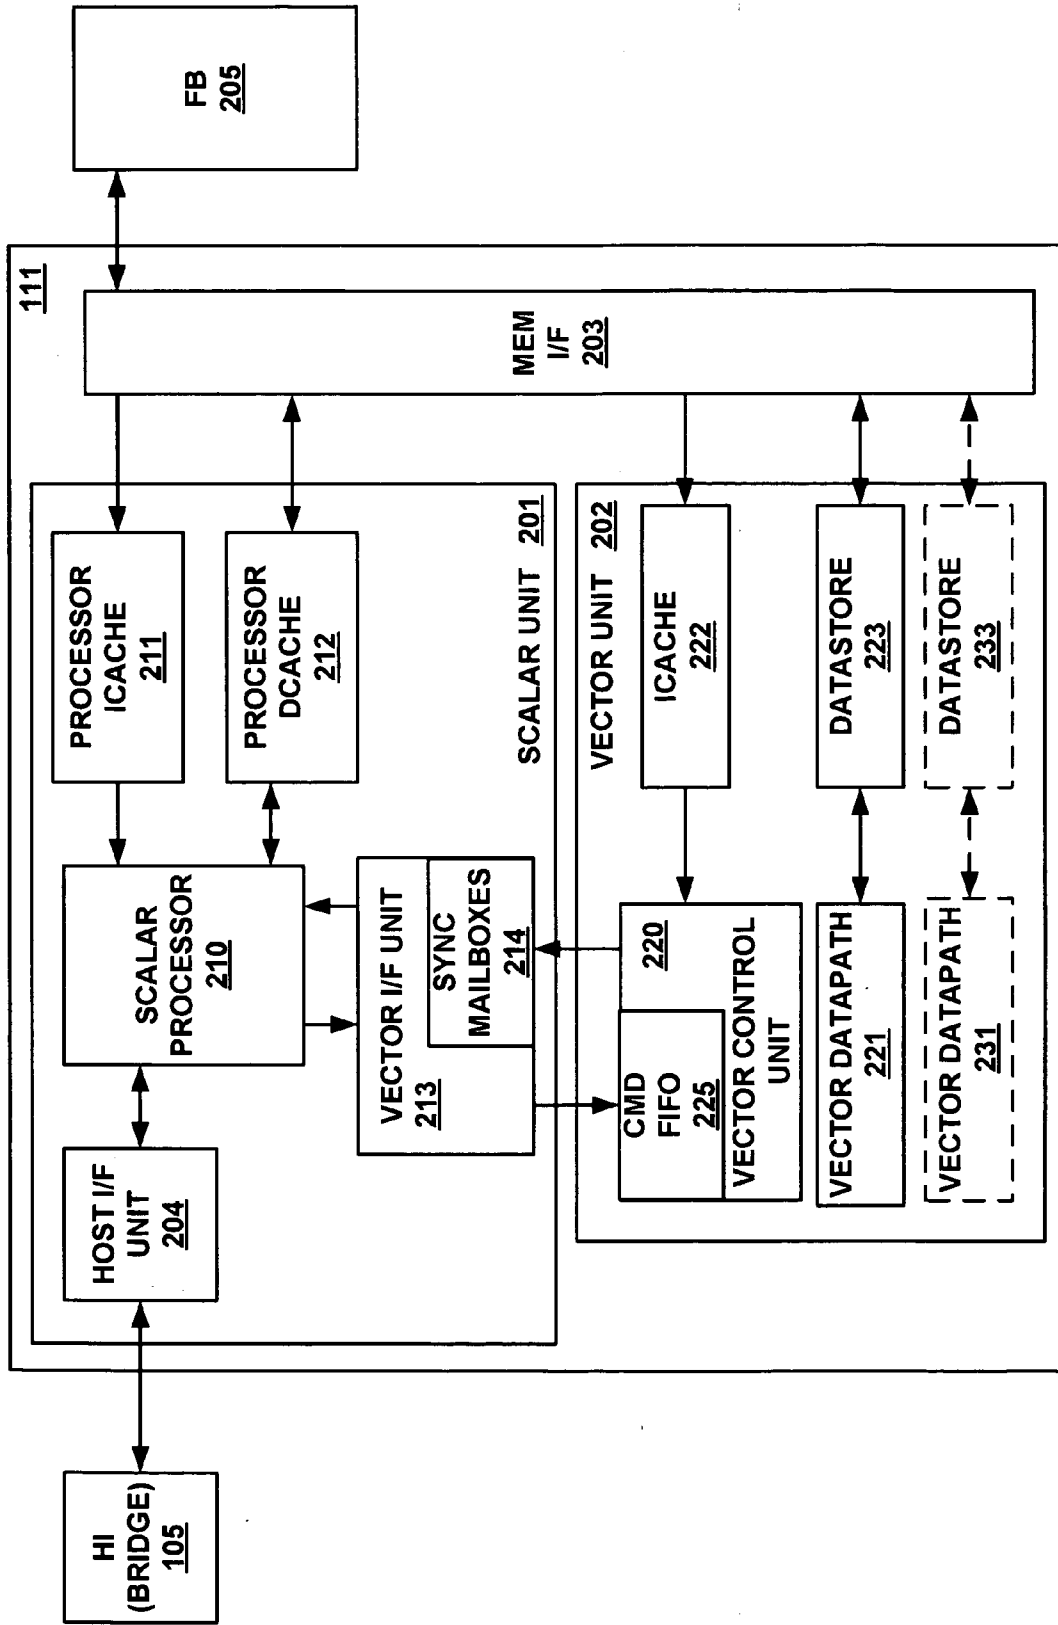 HI
(BRIDGE)
105
111
HOST I/F
UNIT
204
SCALAR
PROCESSOR
210
PROCESSOR
ICACHE
211
PROCESSOR
DCACHE
212
VECTOR I/F UNIT
213
SYNC
MAILBOXES
214
SCALAR UNIT 201
VECTOR UNIT 202
CMD
FIFO
225
220
VECTOR CONTROL
UNIT
ICACHE
222
VECTOR DATAPATH
221
DATASTORE
223
VECTOR DATAPATH
231
DATASTORE
233
MEM
I/F
203
FB
205